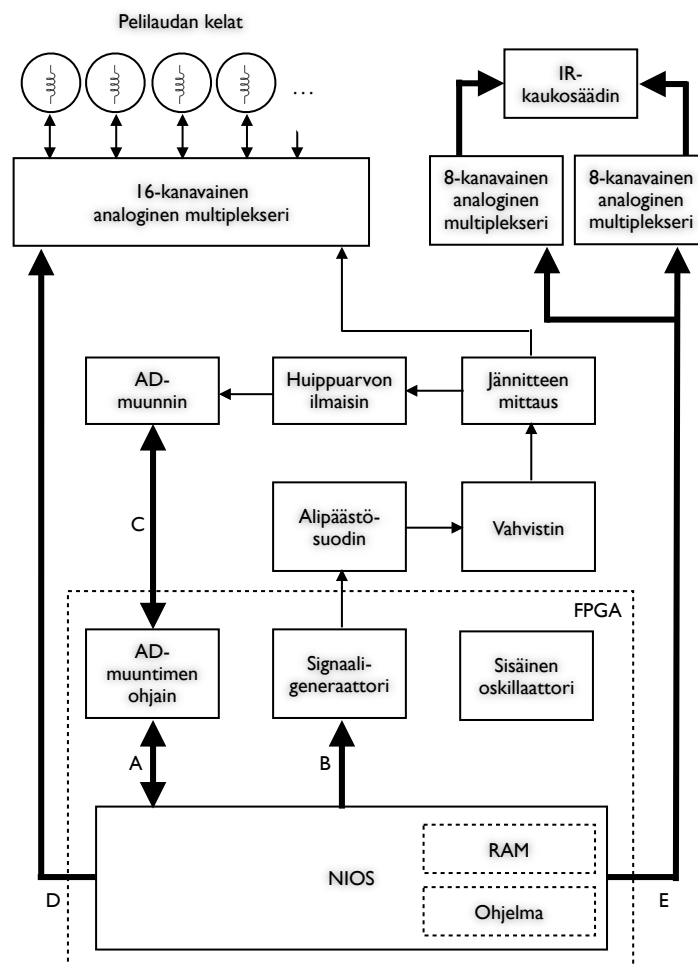 Pelilaudan kelat
...
IR-
kaukosäädin
16-kanavainen
analoginen multiplekseri
8-kanavainen
analoginen
multiplekseri
8-kanavainen
analoginen
multiplekseri
AD-
muunnin
Huippuarvon
ilmaisin
Jännitteen
mittaus
C
Alipäästö-
suodin
Vahvistin
FPGA
AD-
muuntimen
ohjain
Signaali-
generaattori
Sisäinen
oskillaattori
A
B
NIOS
RAM
Ohjelma
D
E